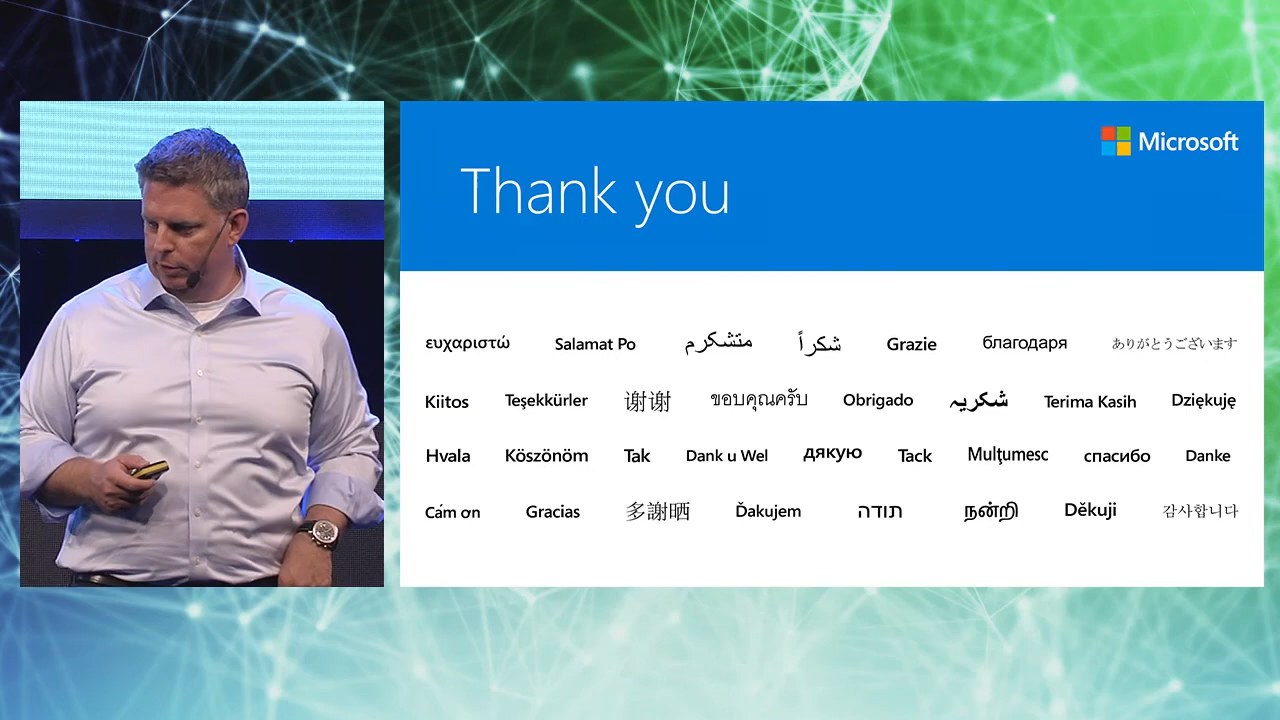 Microsoft
Thank you
ευχαριστώ Salamat Po متشکرم شكراً Grazie благодаря ありがとうございます
Kiitos Teşekkürler 谢谢 ขอบคุณครับ Obrigado شکریہ Terima Kasih Dziękuję
Hvala Köszönöm Tak Dank u Wel дякую Tack Mulţumesc спасибо Danke
Cám ơn Gracias 多謝晒 Ďakujem תודה நன்றி Děkuji 감사합니다